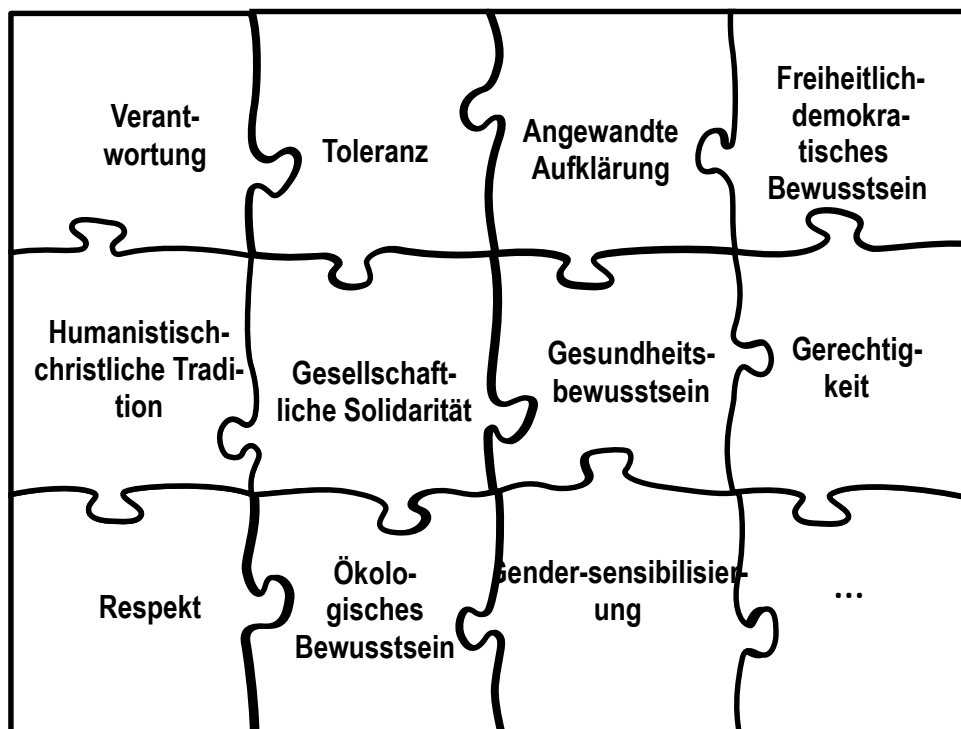 Verant-
wortung
Toleranz
Angewandte
Aufklärung
Freiheitlich-
demokra-
tisches
Bewusstsein
Humanistisch-
christliche Tradi-
tion
Gesellschaft-
liche Solidarität
Gesundheits-
bewusstsein
Gerechtig-
keit
Respekt
Ökolo-
gisches
Bewusstsein
Gender-sensibilisier-
ung
...